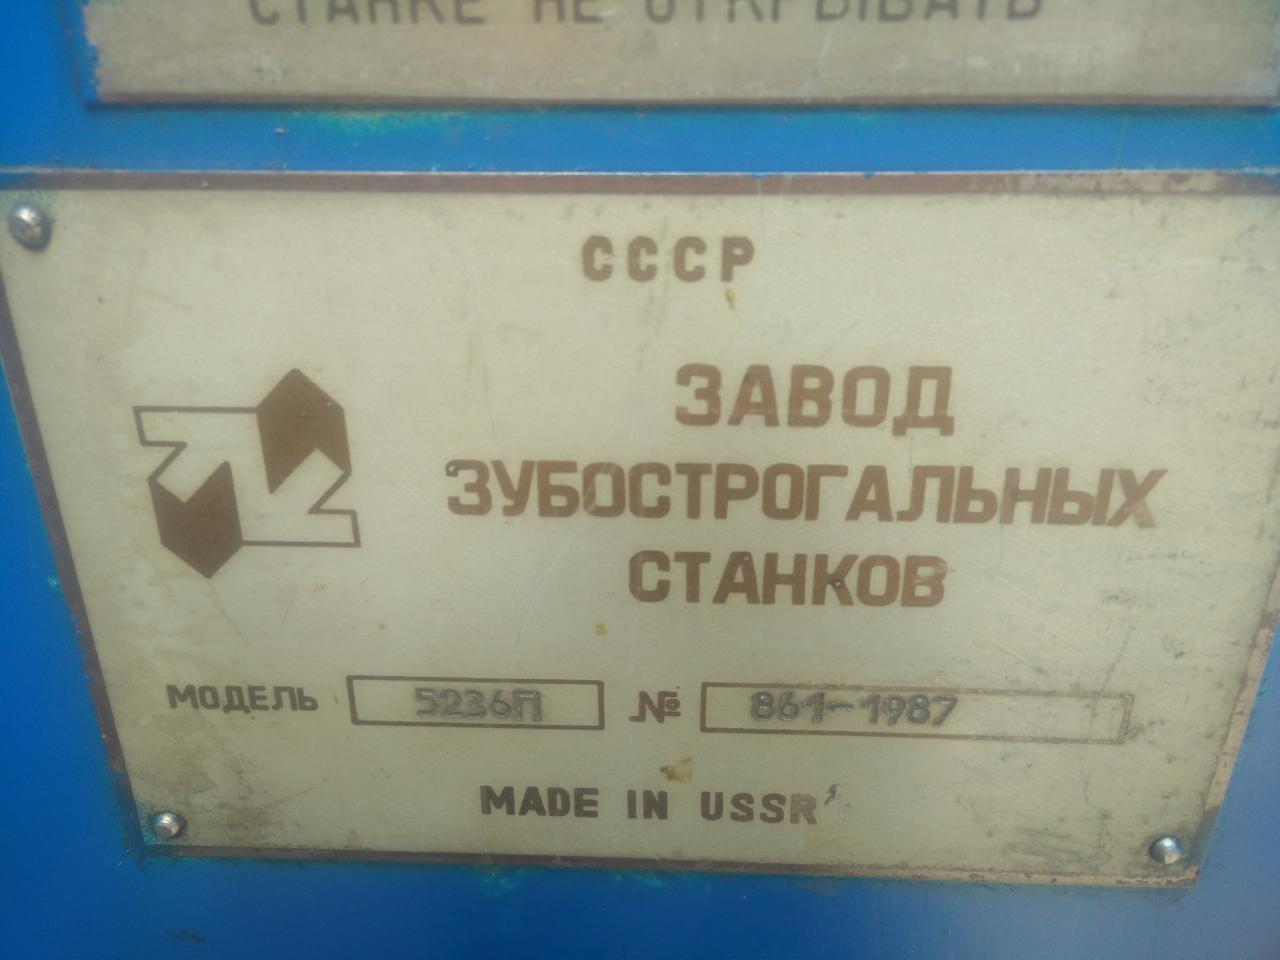 СТАНКЕ НЕ ОТКРЫВАТЬ
СССР
ЗАВОД
ЗУБОСТРОГАЛЬНЫХ
СТАНКОВ
МОДЕЛЬ 5236П № 861-1987
MADE IN USSR